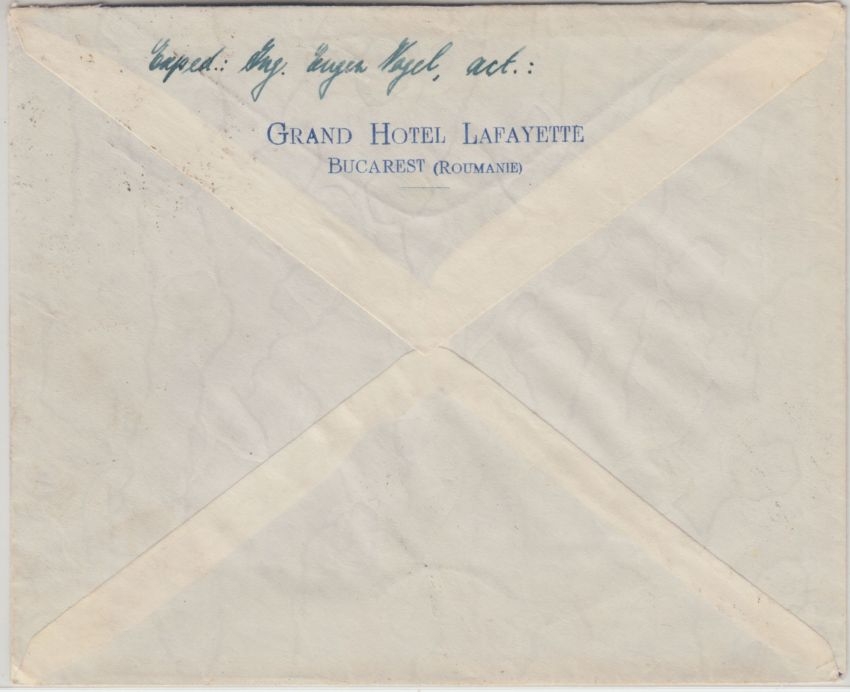 Exped.: Ing. Eugen Vogel, act.:
GRAND HOTEL LAFAYETTE
BUCAREST (ROUMANIE)